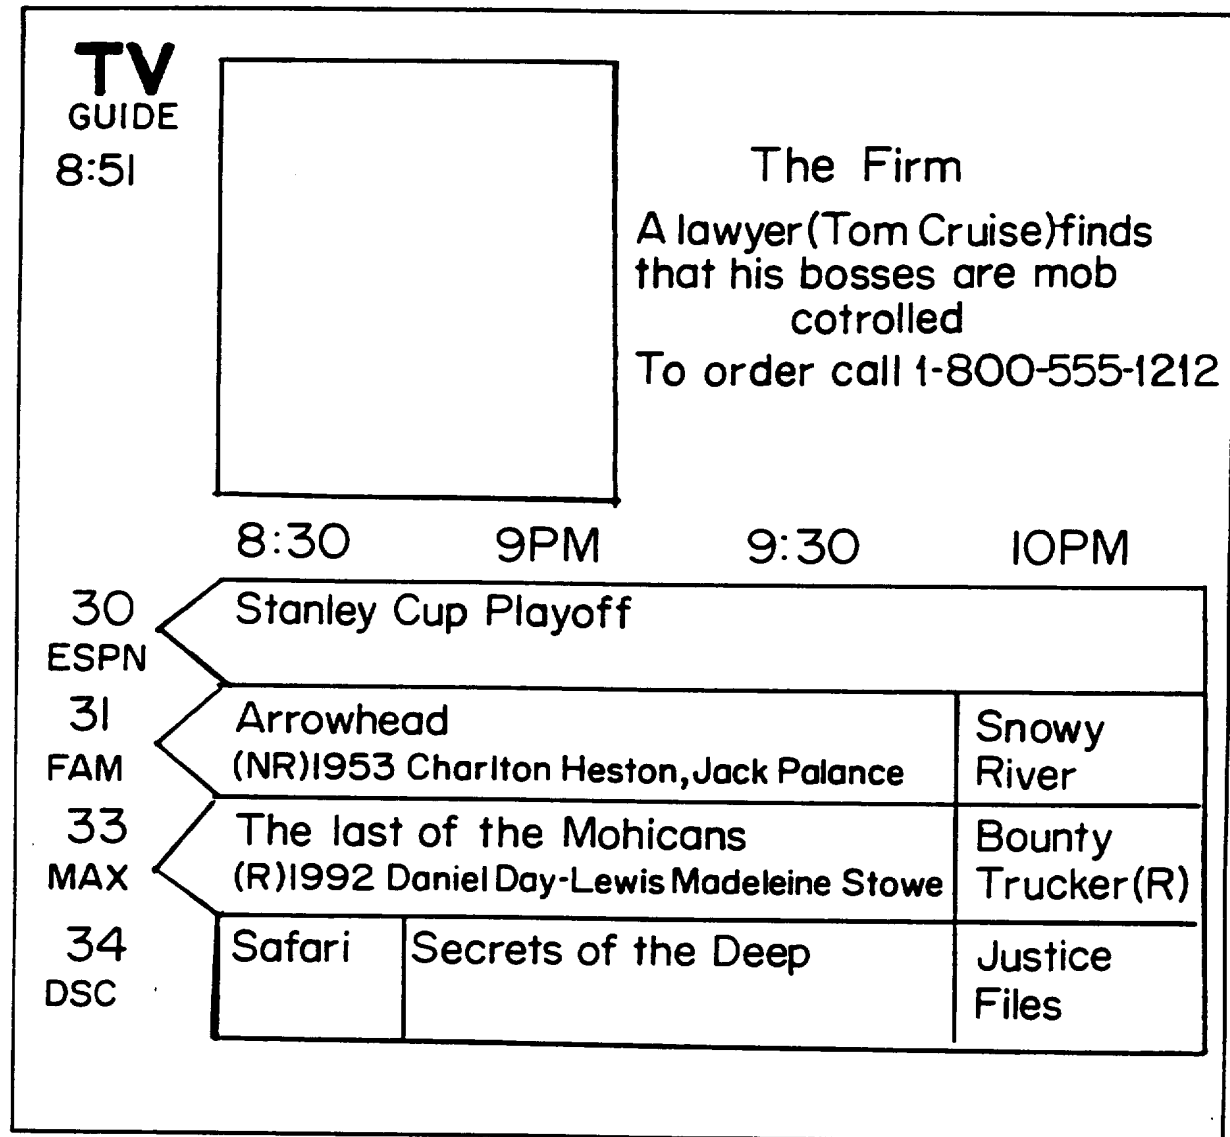 TV
GUIDE
8:51
The Firm
A lawyer(Tom Cruise)finds
that his bosses are mob
cotrolled
To order call 1-800-555-1212
8:30 9PM 9:30 10PM
30 Stanley Cup Playoff
ESPN
31 Arrowhead Snowy
FAM (NR)1953 Charlton Heston, Jack Palance River
33 The last of the Mohicans Bounty
MAX (R)1992 Daniel Day-Lewis Madeleine Stowe Trucker(R)
34 Safari Secrets of the Deep Justice
DSC Files